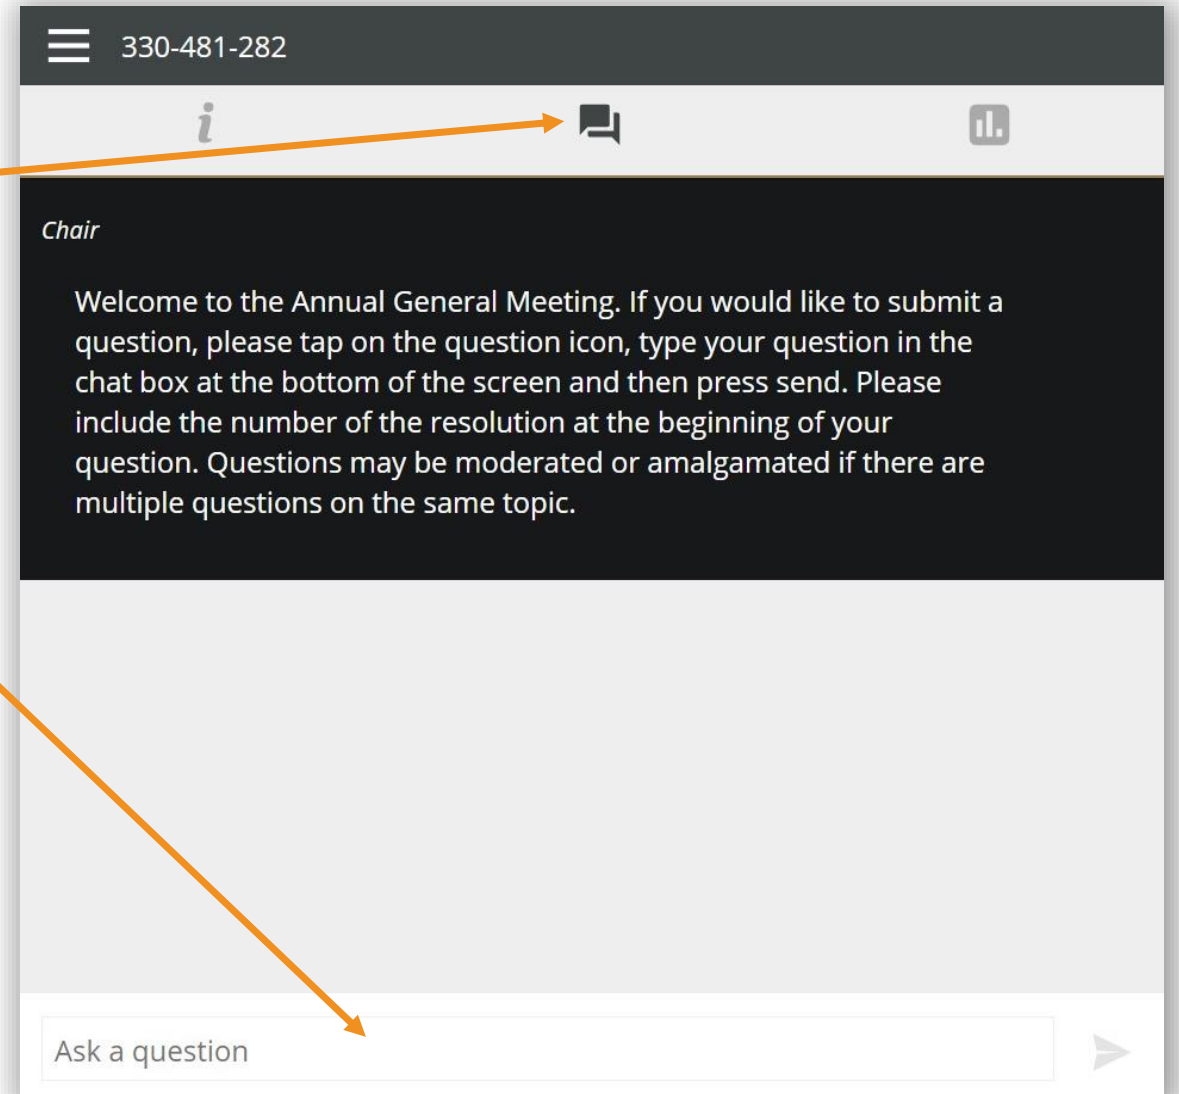 330-481-282
Chair
Welcome to the Annual General Meeting. If you would like to submit a
question, please tap on the question icon, type your question in the
chat box at the bottom of the screen and then press send. Please
include the number of the resolution at the beginning of your
question. Questions may be moderated or amalgamated if there are
multiple questions on the same topic.
Ask a question